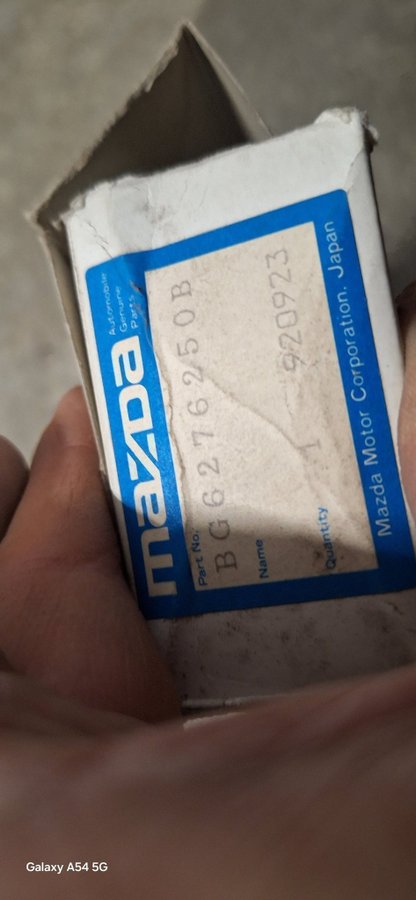 mazda
Automobile
Genuine
Parts
Part No.
BG6276250B
Name
Quantity 1 920923
Mazda Motor Corporation, Japan
Galaxy A54 5G